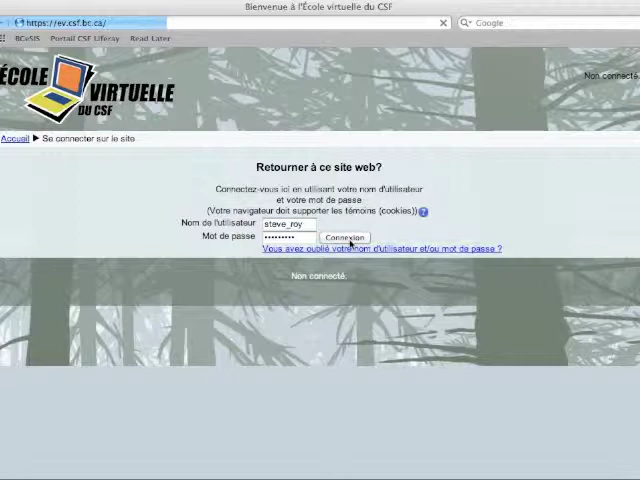 Bienvenue à l'École virtuelle du CSF
https://ev.csf.bc.ca/
Google
BCeSIS Portail CSF Liferay Read Later
ÉCOLE VIRTUELLE DU CSF
Non connecté.
Accueil ► Se connecter sur le site
Retourner à ce site web?
Connectez-vous ici en utilisant votre nom d'utilisateur
et votre mot de passe
(Votre navigateur doit supporter les témoins (cookies)) ?
Nom de l'utilisateur steve_roy
Mot de passe ••••••••• Connexion
Vous avez oublié votre nom d'utilisateur et/ou mot de passe ?
Non connecté.